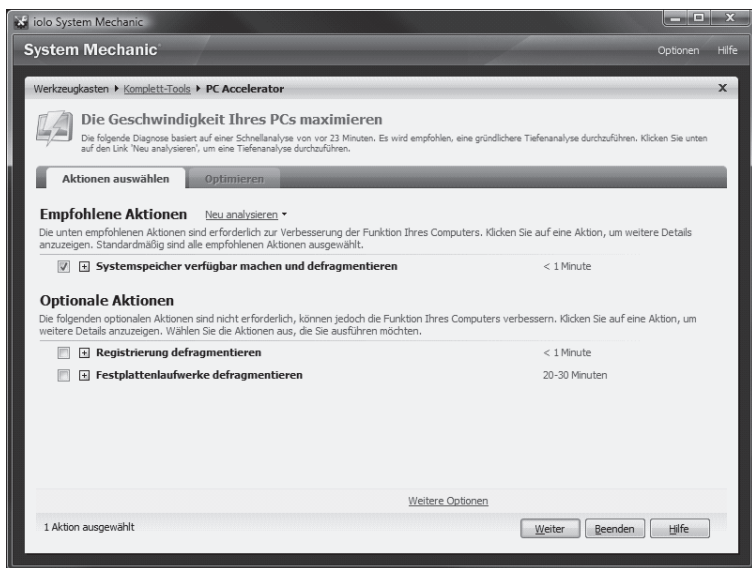 iolo System Mechanic
System Mechanic
Optionen Hilfe
Werkzeugkasten Komplett-Tools PC Accelerator X
Die Geschwindigkeit Ihres PCs maximieren
Die folgende Diagnose basiert auf einer Schnellanalyse von vor 23 Minuten. Es wird empfohlen, eine gründlichere Tiefenanalyse durchzuführen. Klicken Sie unten
auf den Link 'Neu analysieren', um eine Tiefenanalyse durchzuführen.
Aktionen auswählen Optimieren
Empfohlene Aktionen Neu analysieren
Die unten empfohlenen Aktionen sind erforderlich zur Verbesserung der Funktion Ihres Computers. Klicken Sie auf eine Aktion, um weitere Details
anzuzeigen. Standardmäßig sind alle empfohlenen Aktionen ausgewählt.
Systemspeicher verfügbar machen und defragmentieren < 1 Minute
Optionale Aktionen
Die folgenden optionalen Aktionen sind nicht erforderlich, können jedoch die Funktion Ihres Computers verbessern. Klicken Sie auf eine Aktion, um
weitere Details anzuzeigen. Wählen Sie die Aktionen aus, die Sie ausführen möchten.
Registrierung defragmentieren < 1 Minute
Festplattenlaufwerke defragmentieren 20-30 Minuten
Weitere Optionen
1 Aktion ausgewählt
Weiter Beenden Hilfe